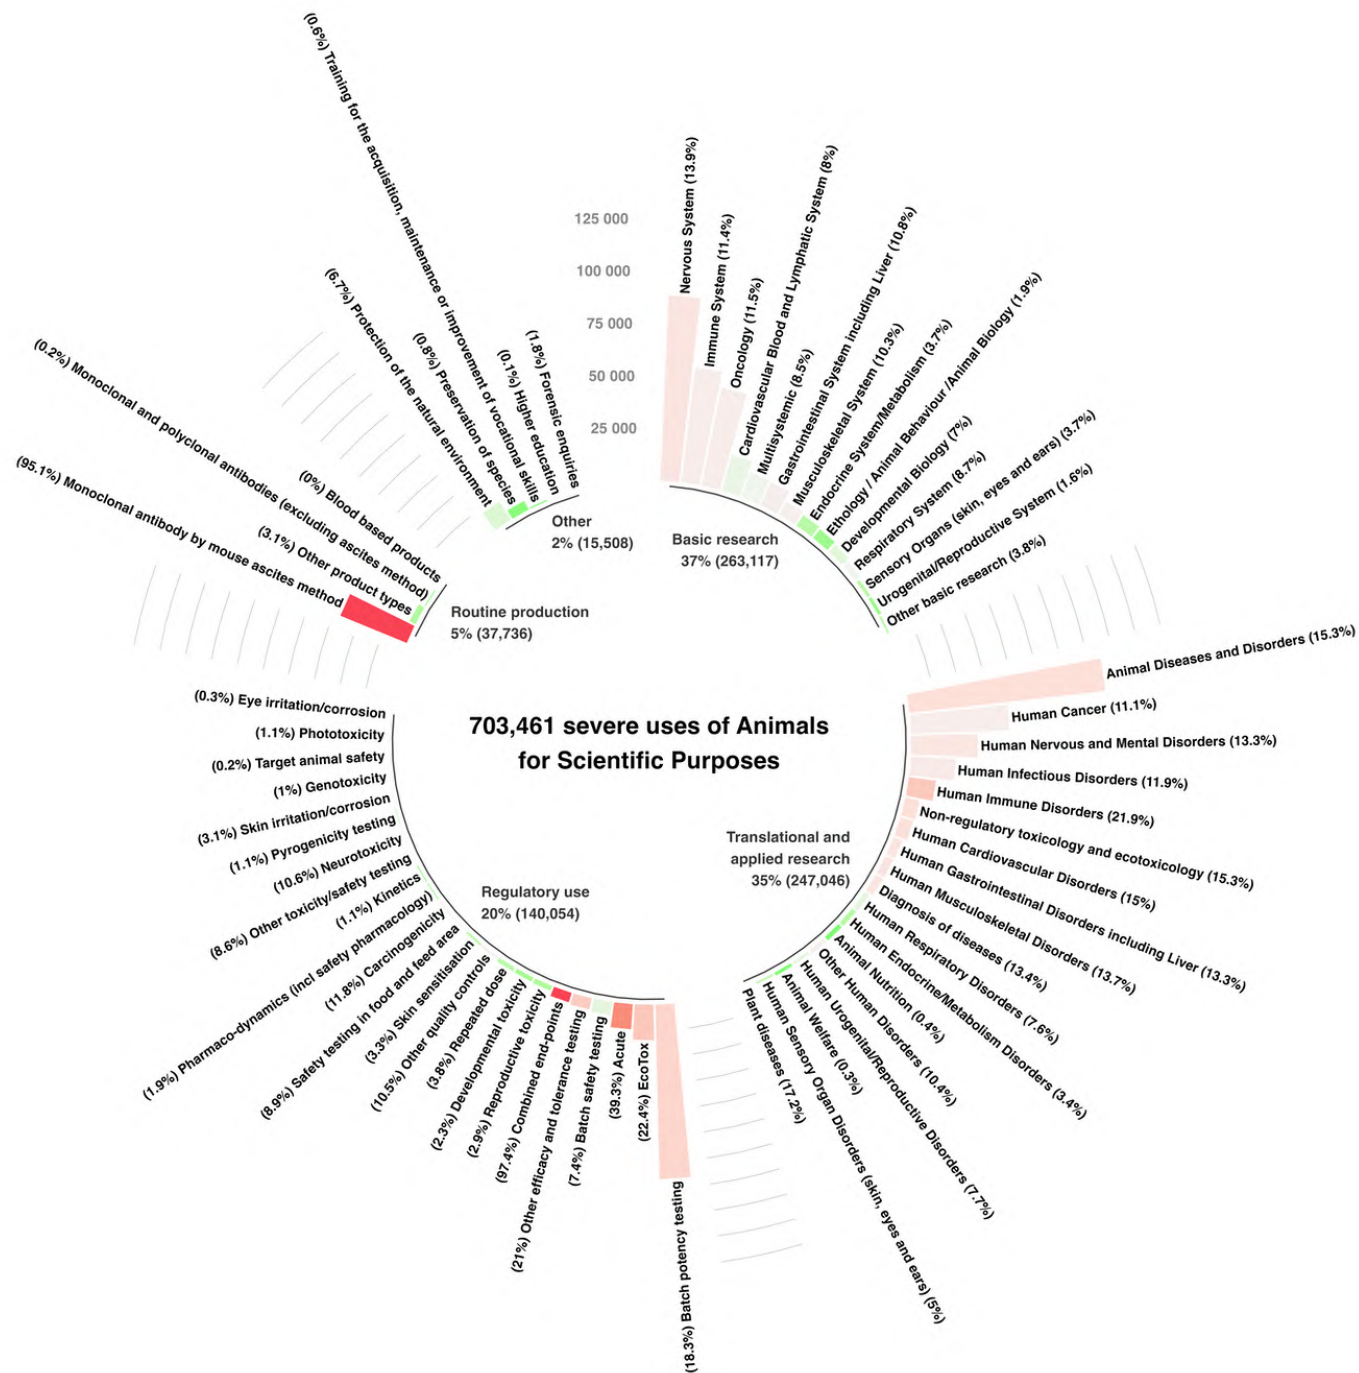 703,461 severe uses of Animals
for Scientific Purposes
125 000
100 000
75 000
50 000
25 000
Basic research
37% (263,117)
Nervous System (13.9%)
Immune System (11.4%)
Oncology (11.5%)
Cardiovascular Blood and Lymphatic System (8%)
Multisystemic (8.5%)
Gastrointestinal System including Liver (10.8%)
Musculoskeletal System (10.3%)
Endocrine System/Metabolism (3.7%)
Ethology / Animal Behaviour /Animal Biology (1.9%)
Developmental Biology (7%)
Respiratory System (8.7%)
Sensory Organs (skin, eyes and ears) (3.7%)
Urogenital/Reproductive System (1.6%)
Other basic research (3.8%)
Translational and
applied research
35% (247,046)
Animal Diseases and Disorders (15.3%)
Human Cancer (11.1%)
Human Nervous and Mental Disorders (13.3%)
Human Infectious Disorders (11.9%)
Human Immune Disorders (21.9%)
Non-regulatory toxicology and ecotoxicology (15.3%)
Human Cardiovascular Disorders (15%)
Human Gastrointestinal Disorders including Liver (13.3%)
Human Musculoskeletal Disorders (13.7%)
Diagnosis of diseases (13.4%)
Human Respiratory Disorders (7.6%)
Human Endocrine/Metabolism Disorders (3.4%)
Animal Nutrition (0.4%)
Other Human Disorders (10.4%)
Human Urogenital/Reproductive Disorders (7.7%)
Animal Welfare (0.3%)
Human Sensory Organ Disorders (skin, eyes and ears) (5%)
Plant diseases (17.2%)
Regulatory use
20% (140,054)
(18.3%) Batch potency testing
(22.4%) EcoTox
(39.3%) Acute
(7.4%) Batch safety testing
(21%) Other efficacy and tolerance testing
(97.4%) Combined end-points
(2.9%) Reproductive toxicity
(2.3%) Developmental toxicity
(3.8%) Repeated dose
(10.5%) Other quality controls
(3.3%) Skin sensitisation
(8.9%) Safety testing in food and feed area
(11.8%) Carcinogenicity
(1.9%) Pharmaco-dynamics (incl safety pharmacology)
(1.1%) Kinetics
(8.6%) Other toxicity/safety testing
(10.6%) Neurotoxicity
(1.1%) Pyrogenicity testing
(3.1%) Skin irritation/corrosion
(1%) Genotoxicity
(0.2%) Target animal safety
(1.1%) Phototoxicity
(0.3%) Eye irritation/corrosion
Routine production
5% (37,736)
(95.1%) Monoclonal antibody by mouse ascites method
(3.1%) Other product types
(0.2%) Monoclonal and polyclonal antibodies (excluding ascites method)
(0%) Blood based products
Other
2% (15,508)
(6.7%) Protection of the natural environment
(0.8%) Preservation of species
(0.6%) Training for the acquisition, maintenance or improvement of vocational skills
(0.1%) Higher education
(1.8%) Forensic enquiries